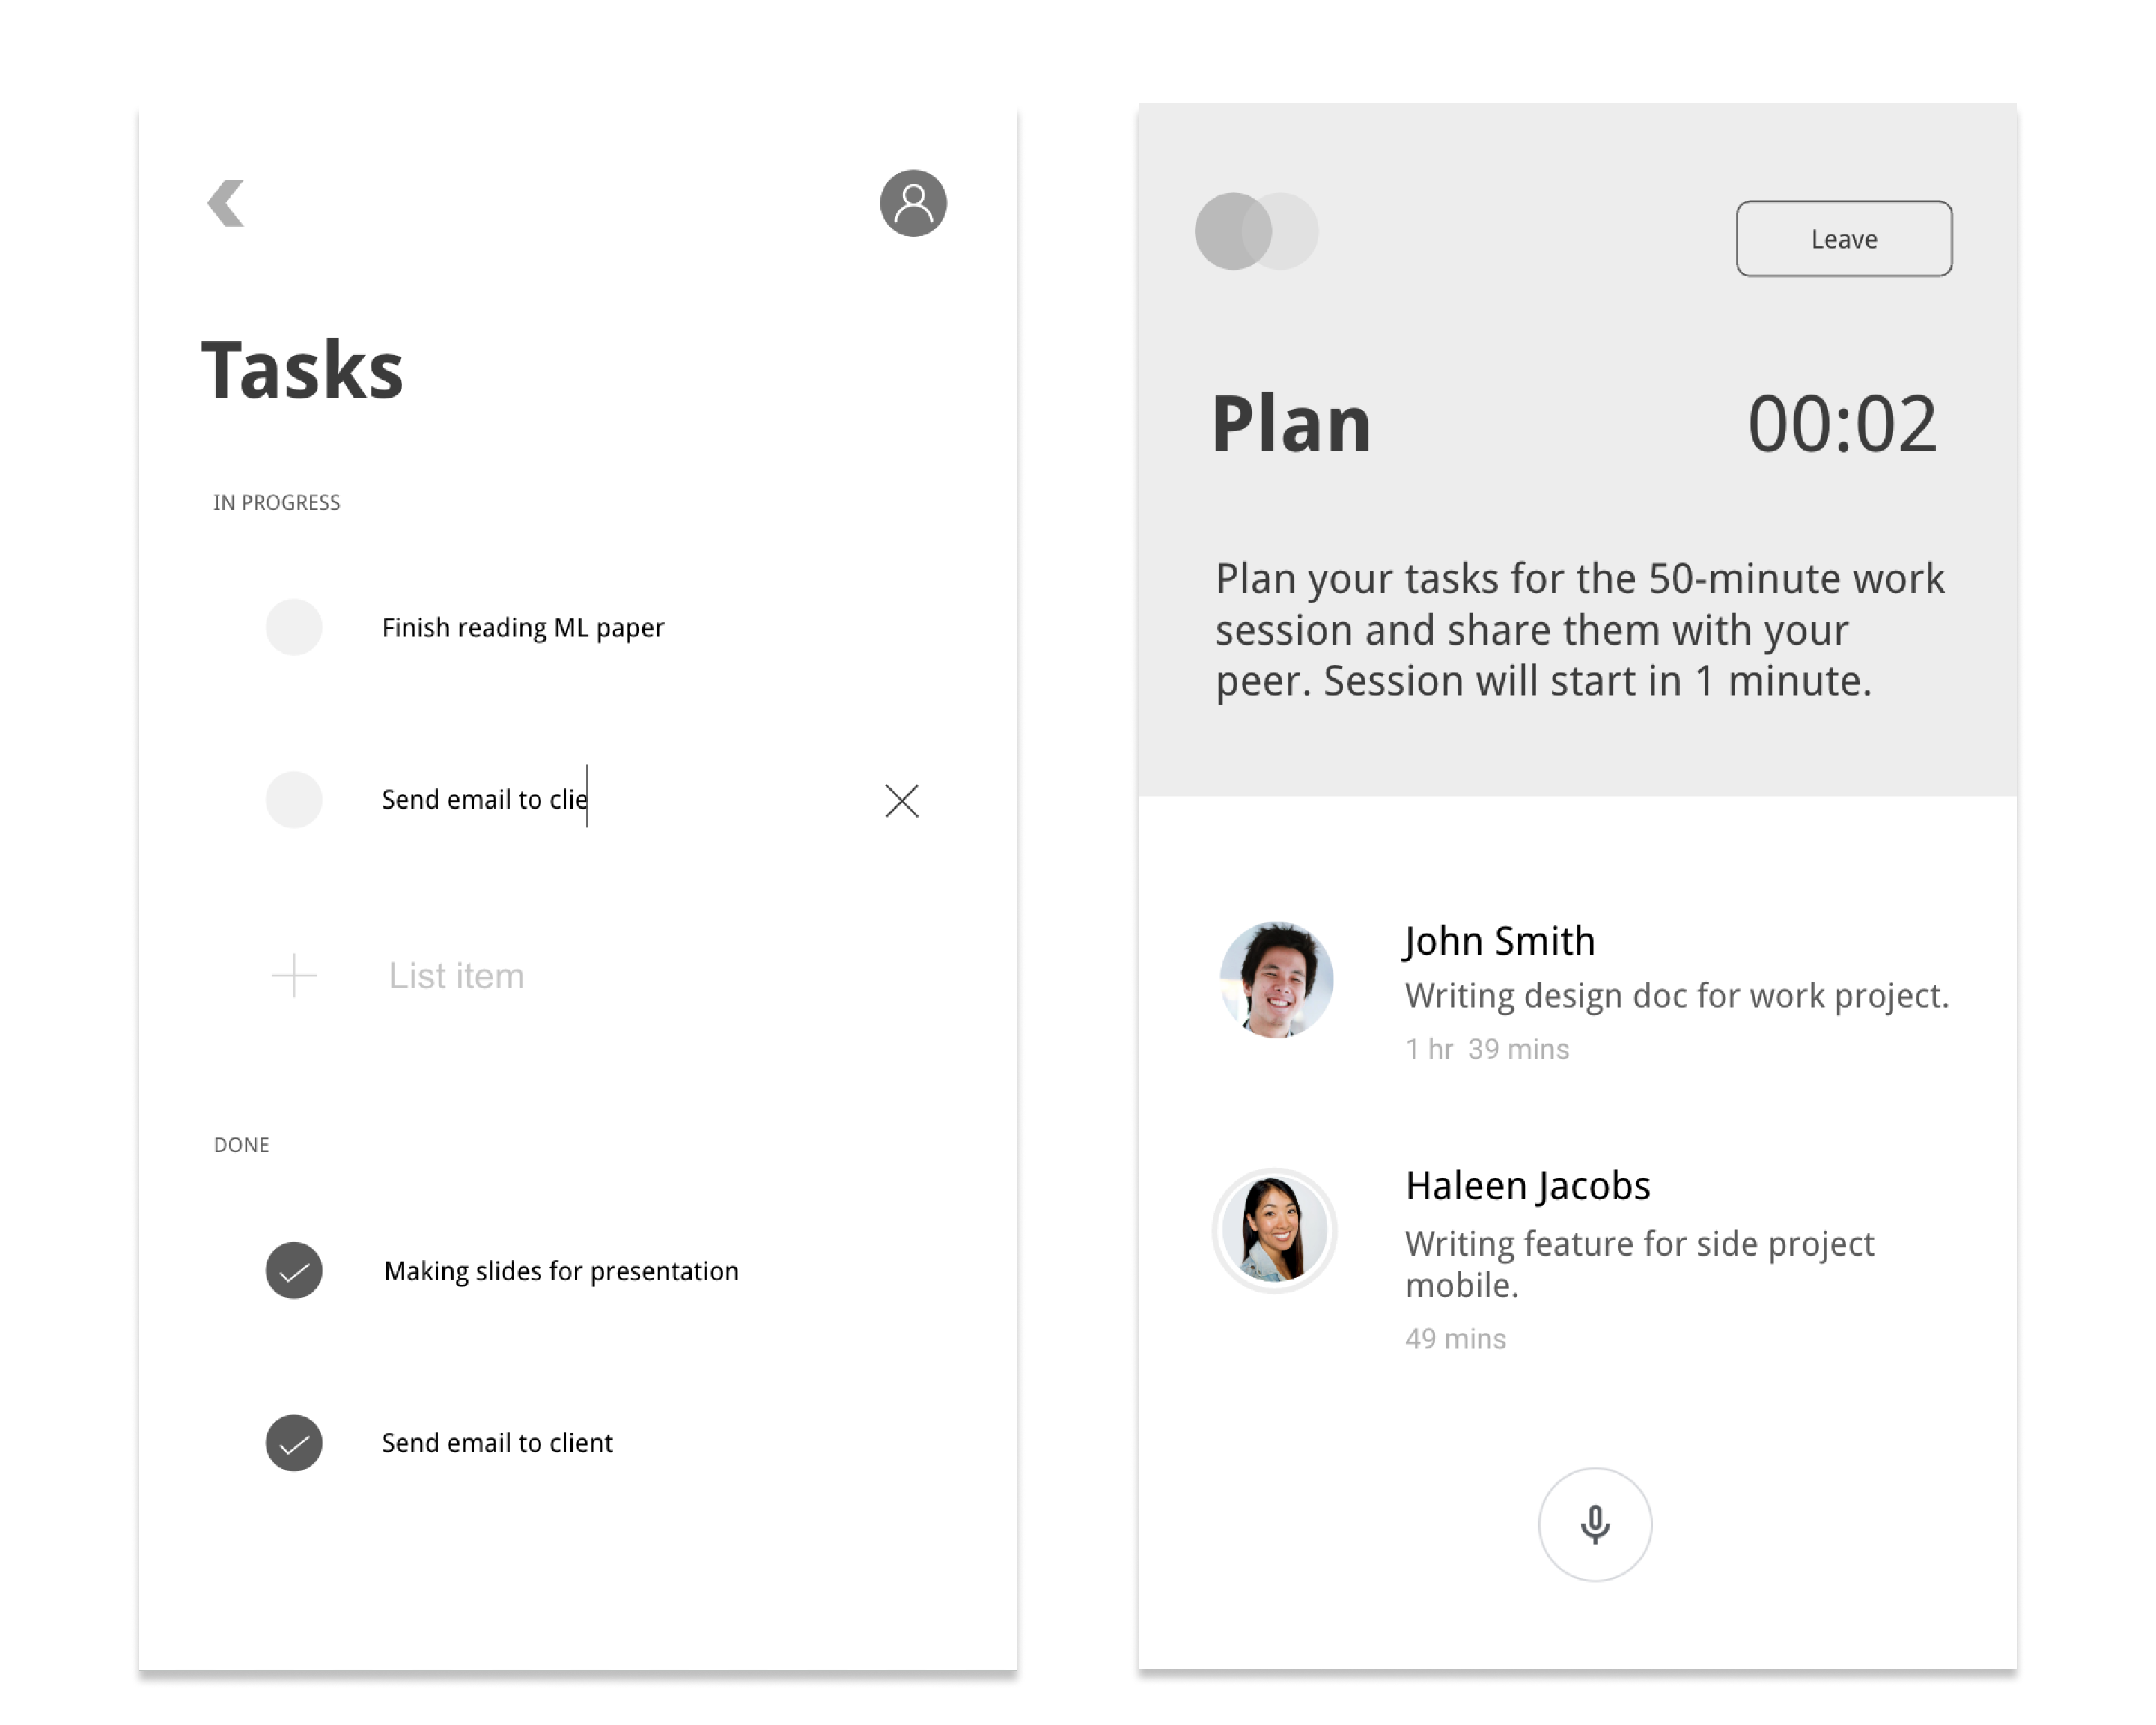 Tasks
IN PROGRESS
Finish reading ML paper
Send email to clie
List item
DONE
Making slides for presentation
Send email to client
Leave
Plan
00:02
Plan your tasks for the 50-minute work
session and share them with your
peer. Session will start in 1 minute.
John Smith
Writing design doc for work project.
1 hr 39 mins
Haleen Jacobs
Writing feature for side project
mobile.
49 mins